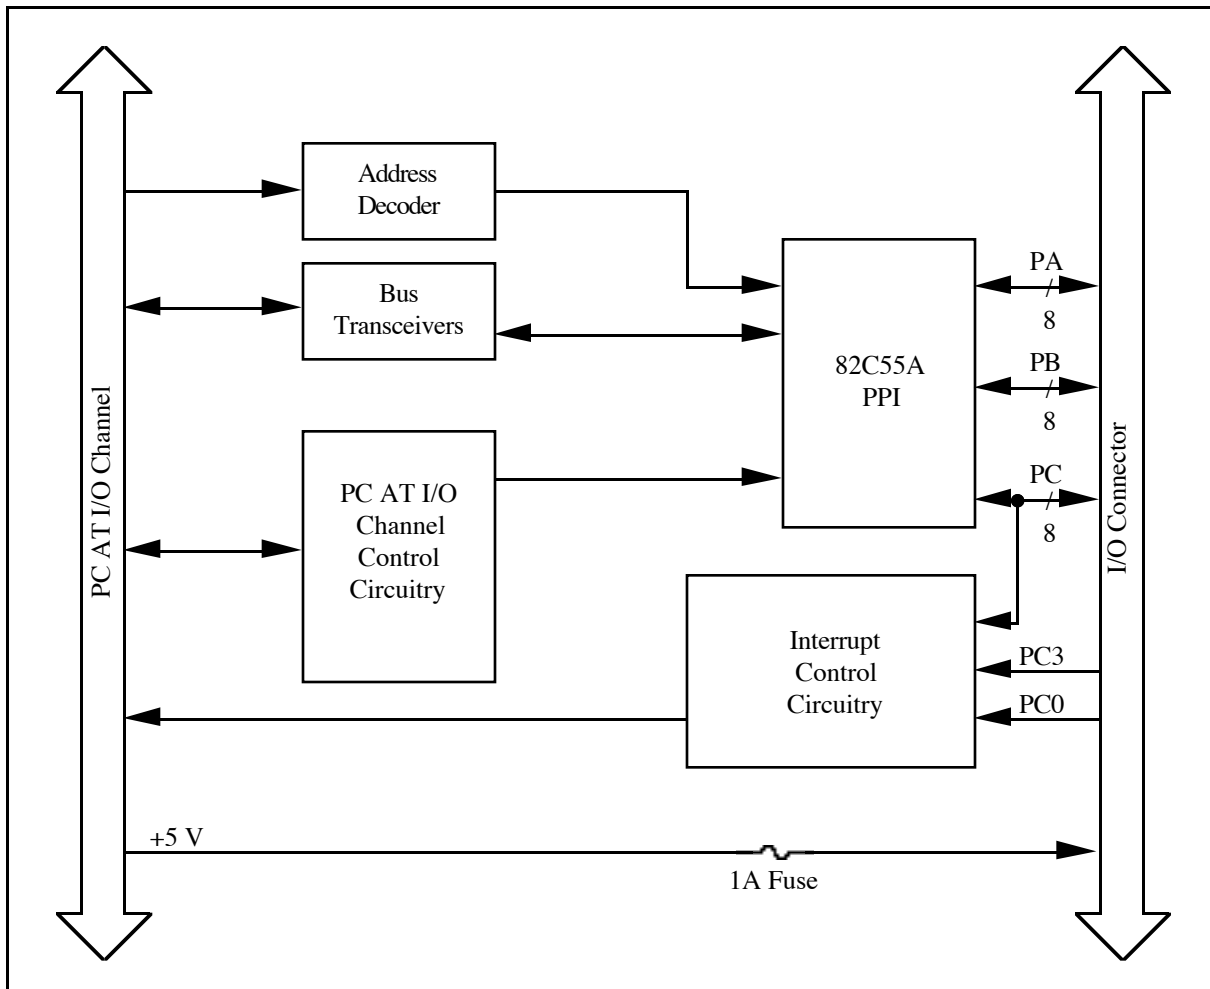 Address
Decoder
Bus
Transceivers
PC AT I/O
Channel
Control
Circuitry
82C55A
PPI
PA
8
PB
8
PC
8
Interrupt
Control
Circuitry
PC3
PC0
+5 V
1A Fuse
PC AT I/O Channel
I/O Connector